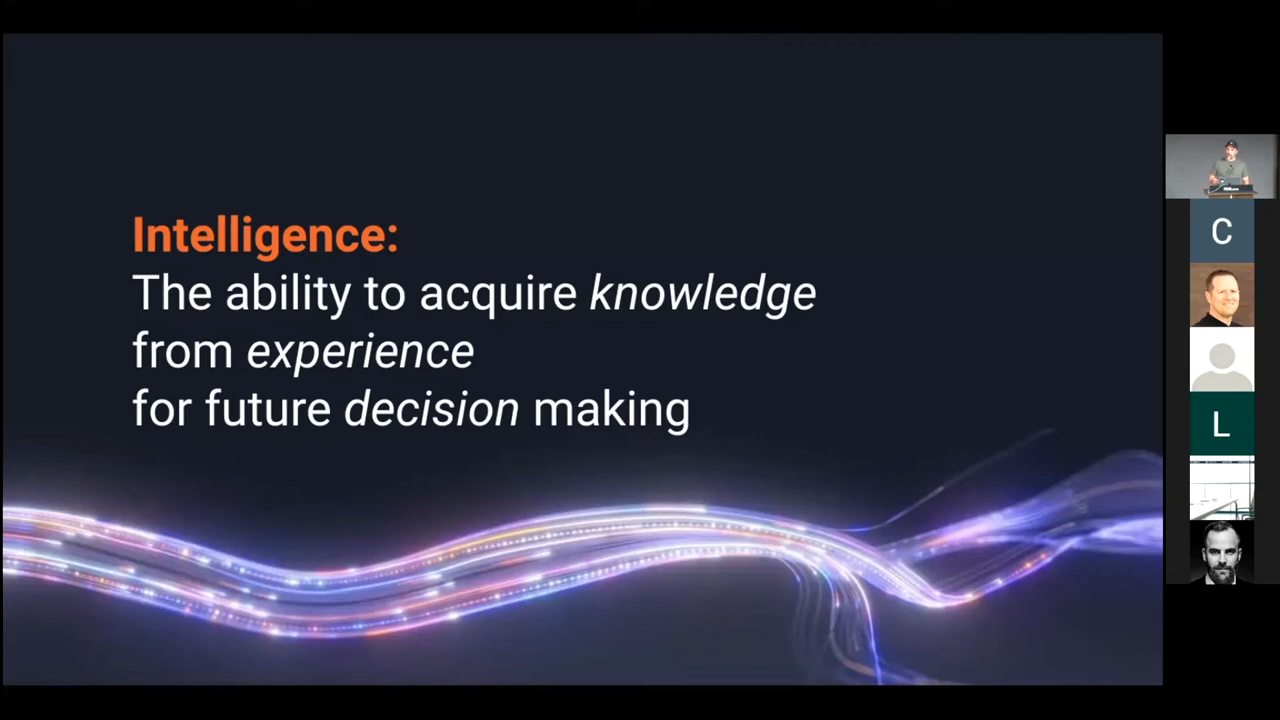 Intelligence:
The ability to acquire knowledge
from experience
for future decision making
C
L